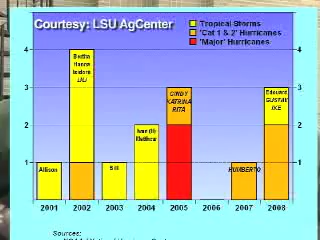 Courtesy: LSU AgCenter
Tropical Storms
'Cat 1 & 2' Hurricanes
'Major' Hurricanes
4
3
2
1
4
3
2
1
Allison
Bertha
Hanna
Isidore
LILI
Bill
Ivan (II)
Matthew
CINDY
KATRINA
RITA
HUMBERTO
Edouard
GUSTAV
IKE
2001
2002
2003
2004
2005
2006
2007
2008
Sources: